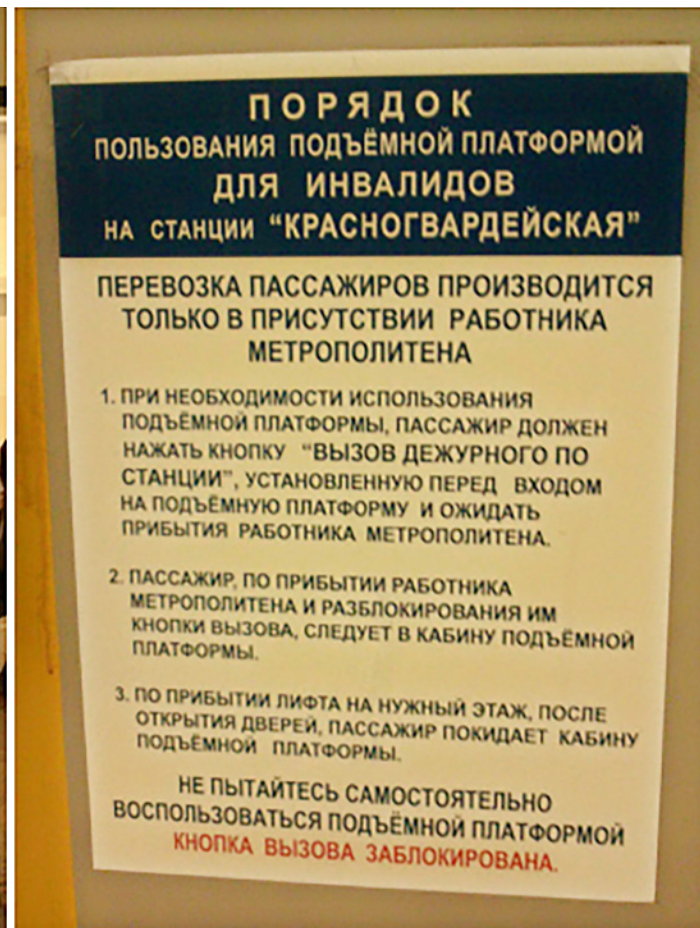 ПОРЯДОК
ПОЛЬЗОВАНИЯ ПОДЪЁМНОЙ ПЛАТФОРМОЙ
ДЛЯ ИНВАЛИДОВ
НА СТАНЦИИ “КРАСНОГВАРДЕЙСКАЯ”
ПЕРЕВОЗКА ПАССАЖИРОВ ПРОИЗВОДИТСЯ
ТОЛЬКО В ПРИСУТСТВИИ РАБОТНИКА
МЕТРОПОЛИТЕНА
1. ПРИ НЕОБХОДИМОСТИ ИСПОЛЬЗОВАНИЯ
ПОДЪЁМНОЙ ПЛАТФОРМЫ, ПАССАЖИР ДОЛЖЕН
НАЖАТЬ КНОПКУ “ВЫЗОВ ДЕЖУРНОГО ПО
СТАНЦИИ”, УСТАНОВЛЕННУЮ ПЕРЕД ВХОДОМ
НА ПОДЪЁМНУЮ ПЛАТФОРМУ И ОЖИДАТЬ
ПРИБЫТИЯ РАБОТНИКА МЕТРОПОЛИТЕНА.
2. ПАССАЖИР, ПО ПРИБЫТИИ РАБОТНИКА
МЕТРОПОЛИТЕНА И РАЗБЛОКИРОВАНИЯ ИМ
КНОПКИ ВЫЗОВА, СЛЕДУЕТ В КАБИНУ ПОДЪЁМНОЙ
ПЛАТФОРМЫ.
3. ПО ПРИБЫТИИ ЛИФТА НА НУЖНЫЙ ЭТАЖ, ПОСЛЕ
ОТКРЫТИЯ ДВЕРЕЙ, ПАССАЖИР ПОКИДАЕТ КАБИНУ
ПОДЪЁМНОЙ ПЛАТФОРМЫ.
НЕ ПЫТАЙТЕСЬ САМОСТОЯТЕЛЬНО
ВОСПОЛЬЗОВАТЬСЯ ПОДЪЁМНОЙ ПЛАТФОРМОЙ
КНОПКА ВЫЗОВА ЗАБЛОКИРОВАНА.